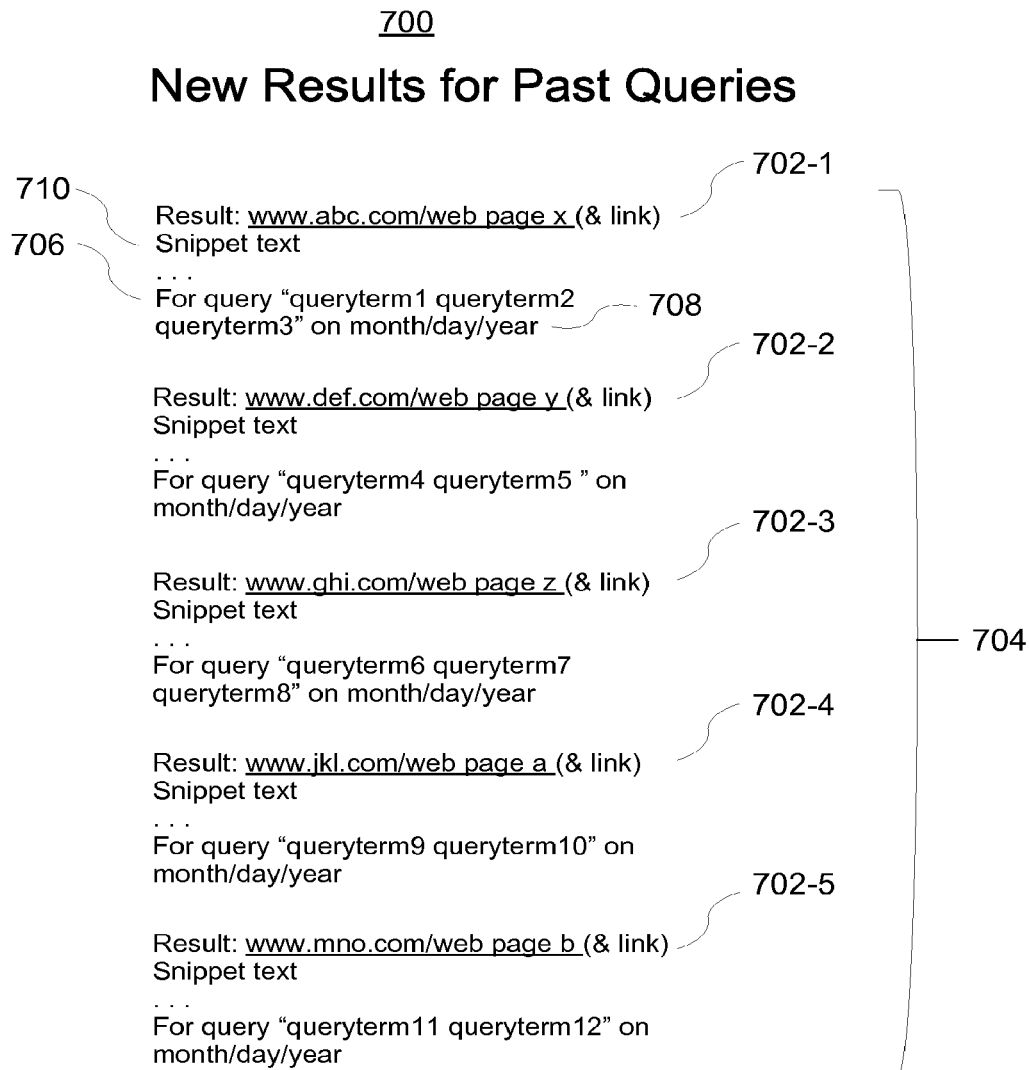 700
New Results for Past Queries
702-1
710
Result: www.abc.com/web page x (& link)
706
Snippet text
. . .
For query “queryterm1 queryterm2
708
queryterm3” on month/day/year
702-2
Result: www.def.com/web page y (& link)
Snippet text
. . .
For query “queryterm4 queryterm5 ” on
month/day/year
702-3
Result: www.ghi.com/web page z (& link)
Snippet text
. . .
704
For query “queryterm6 queryterm7
queryterm8” on month/day/year
702-4
Result: www.jkl.com/web page a (& link)
Snippet text
. . .
For query “queryterm9 queryterm10” on
month/day/year
702-5
Result: www.mno.com/web page b (& link)
Snippet text
. . .
For query “queryterm11 queryterm12” on
month/day/year